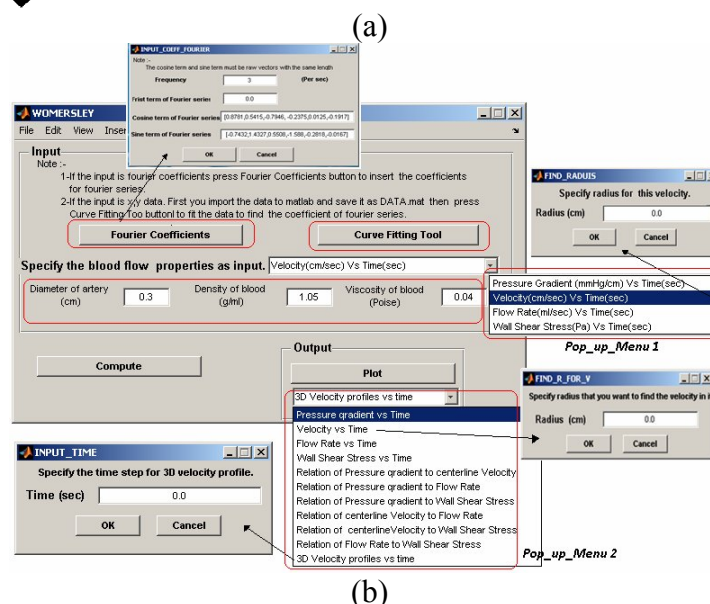 (a)
INPUT_COEFF_FOURIER
Note :-
The cosine term and sine term must be raw vectors with the same length
Frequency 3 (Per sec)
Frist term of Fourier series 0.0
Cosine term of Fourier series [0.8781,0.5415,-0.7946, -0.2375,0.0125,-0.1917]
Sine term of Fourier series [-0.7432,1.4327,0.5508,-1.588,-0.2818,-0.0167]
OK Cancel
WOMERSLEY
File Edit View Inser
Input
Note :-
1-If the input is fourier coefficients press Fourier Coefficients button to insert the coefficients
for fourier series.
2-If the input is x,y data. First you import the data to matlab and save it as DATA.mat then press
Curve Fitting Too buttonl to fit the data to find the coefficient of fourier series.
Fourier Coefficients Curve Fitting Tool
Specify the blood flow properties as input. Velocity(cm/sec) Vs Time(sec)
Diameter of artery
(cm) 0.3
Density of blood
(g/ml) 1.05
Viscosity of blood
(Poise) 0.04
Compute
Output
Plot
3D Velocity profiles vs time
Pressure gradient vs Time
Velocity vs Time
Flow Rate vs Time
Wall Shear Stress vs Time
Relation of Pressure gradient to centerline Velocity
Relation of Pressure gradient to Flow Rate
Relation of Pressure gradient to Wall Shear Stress
Relation of centerline Velocity to Flow Rate
Relation of centerlineVelocity to Wall Shear Stress
Relation of Flow Rate to Wall Shear Stress
3D Velocity profiles vs time
Pop_up_Menu 2
FIND_RADUIS
Specify radius for this velocity.
Radius (cm) 0.0
OK Cancel
Pressure Gradient (mmHg/cm) Vs Time(sec)
Velocity(cm/sec) Vs Time(sec)
Flow Rate(ml/sec) Vs Time(sec)
Wall Shear Stress(Pa) Vs Time(sec)
Pop_up_Menu 1
FIND_R_FOR_V
Specify radius that you want to find the velocity in it
Radius (cm) 0.0
OK Cancel
INPUT_TIME
Specify the time step for 3D velocity profile.
Time (sec) 0.0
OK Cancel
(b)